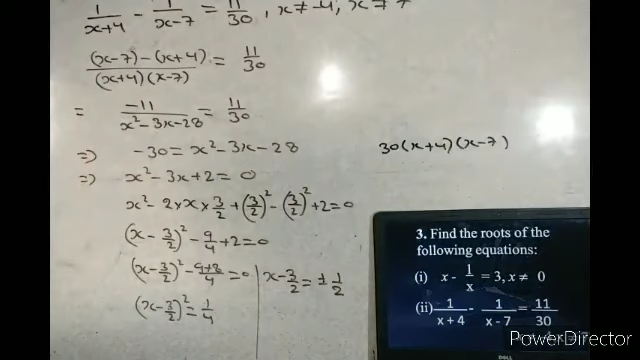 1/(x+4) - 1/(x-7) = 11/30, x≠-4, x≠7
((x-7)-(x+4))/((x+4)(x-7)) = 11/30
= -11/(x²-3x-28) = 11/30
⇒ -30 = x²-3x-28
30(x+4)(x-7)
⇒ x²-3x+2=0
x²-2×x×3/2+(3/2)²-(3/2)²+2=0
(x-3/2)²-9/4+2=0
(x-3/2)²-(9+8)/4=0
(x-3/2)²=1/4
x-3/2=±1/2
3. Find the roots of the
following equations:
(i) x - 1/x = 3, x ≠ 0
(ii) 1/(x + 4) - 1/(x - 7) = 11/30
PowerDirector
DELL